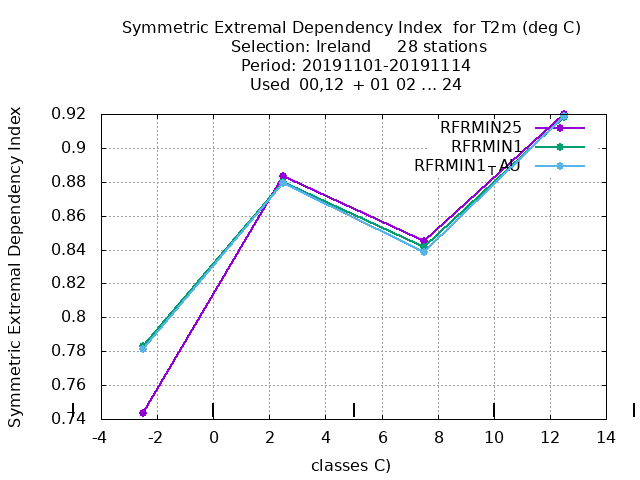 Symmetric Extremal Dependency Index  for T2m (deg C)
Selection: Ireland     28 stations
Period: 20191101-20191114
Used  00,12  + 01 02 ... 24
Symmetric Extremal Dependency Index
0.92
0.9
0.88
0.86
0.84
0.82
0.8
0.78
0.76
0.74
RFRMIN25
RFRMIN1
RFRMIN1TAU
-4 -2 0 2 4 6 8 10 12 14
classes C)